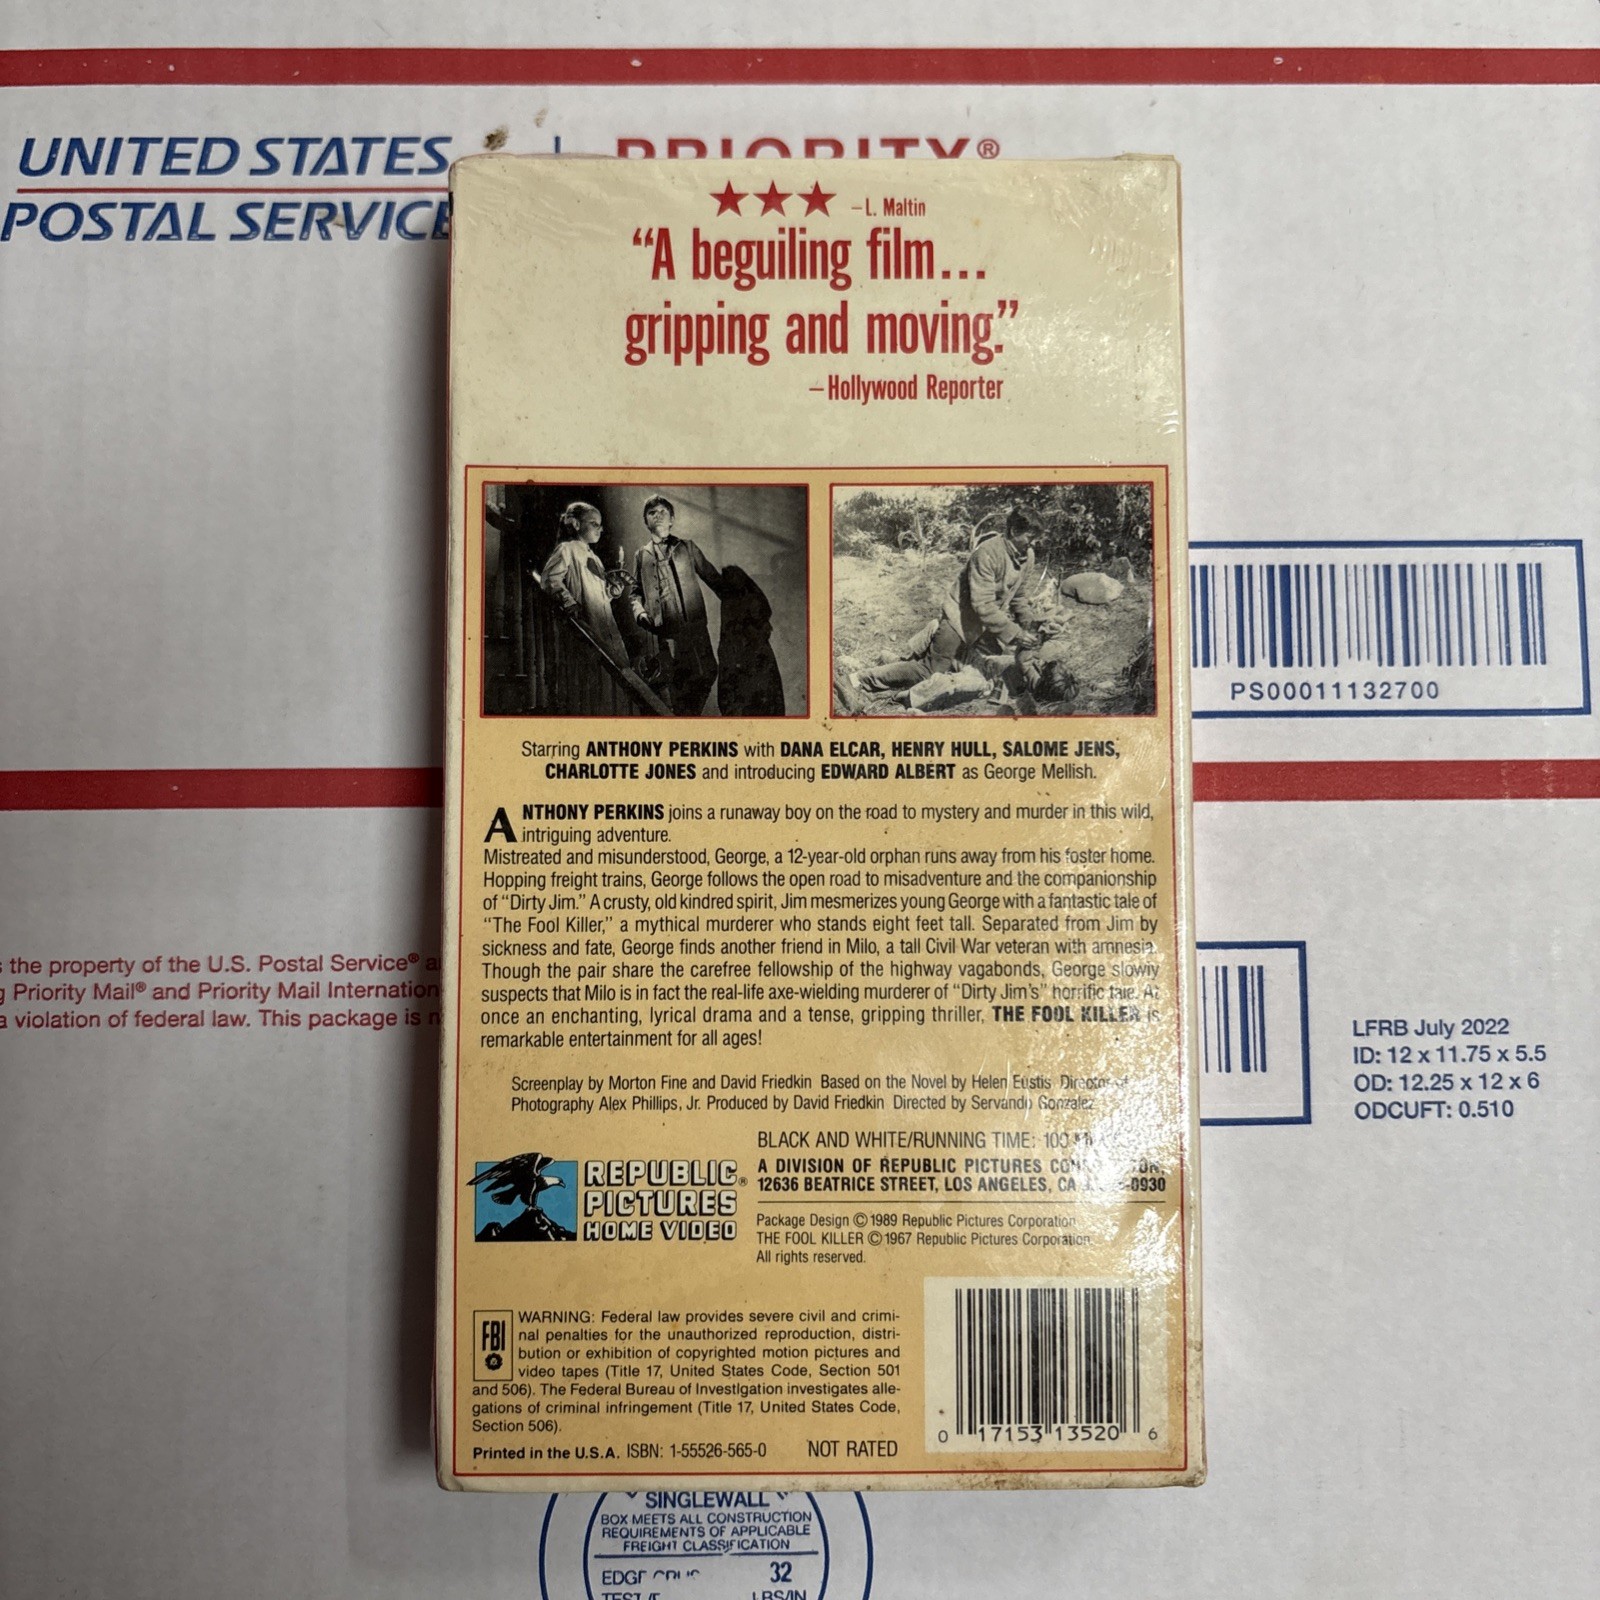 UNITED STATES
POSTAL SERVICE
PRIORITY®
★★★ –L. Maltin
“A beguiling film...
gripping and moving.”
–Hollywood Reporter
Starring ANTHONY PERKINS with DANA ELCAR, HENRY HULL, SALOME JENS,
CHARLOTTE JONES and introducing EDWARD ALBERT as George Mellish.
ANTHONY PERKINS joins a runaway boy on the road to mystery and murder in this wild,
intriguing adventure.
Mistreated and misunderstood, George, a 12-year-old orphan runs away from his foster home.
Hopping freight trains, George follows the open road to misadventure and the companionship
of “Dirty Jim.” A crusty, old kindred spirit, Jim mesmerizes young George with a fantastic tale of
“The Fool Killer,” a mythical murderer who stands eight feet tall. Separated from Jim by
sickness and fate, George finds another friend in Milo, a tall Civil War veteran with amnesia.
Though the pair share the carefree fellowship of the highway vagabonds, George slowly
suspects that Milo is in fact the real-life axe-wielding murderer of “Dirty Jim’s” horrific tale. At
once an enchanting, lyrical drama and a tense, gripping thriller, THE FOOL KILLER is
remarkable entertainment for all ages!
Screenplay by Morton Fine and David Friedkin Based on the Novel by Helen Eustis Director of
Photography Alex Phillips, Jr. Produced by David Friedkin Directed by Servando Gonzalez
BLACK AND WHITE/RUNNING TIME:
REPUBLIC®
PICTURES
HOME VIDEO
A DIVISION OF REPUBLIC PICTURES
12636 BEATRICE STREET, LOS ANGELES, CA
Package Design © 1989 Republic Pictures Corporation
THE FOOL KILLER © 1967 Republic Pictures Corporation
All rights reserved.
FBI
WARNING: Federal law provides severe civil and crimi-
nal penalties for the unauthorized reproduction, distri-
bution or exhibition of copyrighted motion pictures and
video tapes (Title 17, United States Code, Section 501
and 506). The Federal Bureau of Investigation investigates alle-
gations of criminal infringement (Title 17, United States Code,
Section 506).
Printed in the U.S.A. ISBN: 1-55526-565-0 NOT RATED
0 17153 13520 6
PS00011132700
the property of the U.S. Postal Service®
Priority Mail® and Priority Mail Internation
a violation of federal law. This package is
LFRB July 2022
ID: 12 x 11.75 x 5.5
OD: 12.25 x 12 x 6
ODCUFT: 0.510
SINGLEWALL
BOX MEETS ALL CONSTRUCTION
REQUIREMENTS OF APPLICABLE
FREIGHT CLASSIFICATION
32
LBS/IN